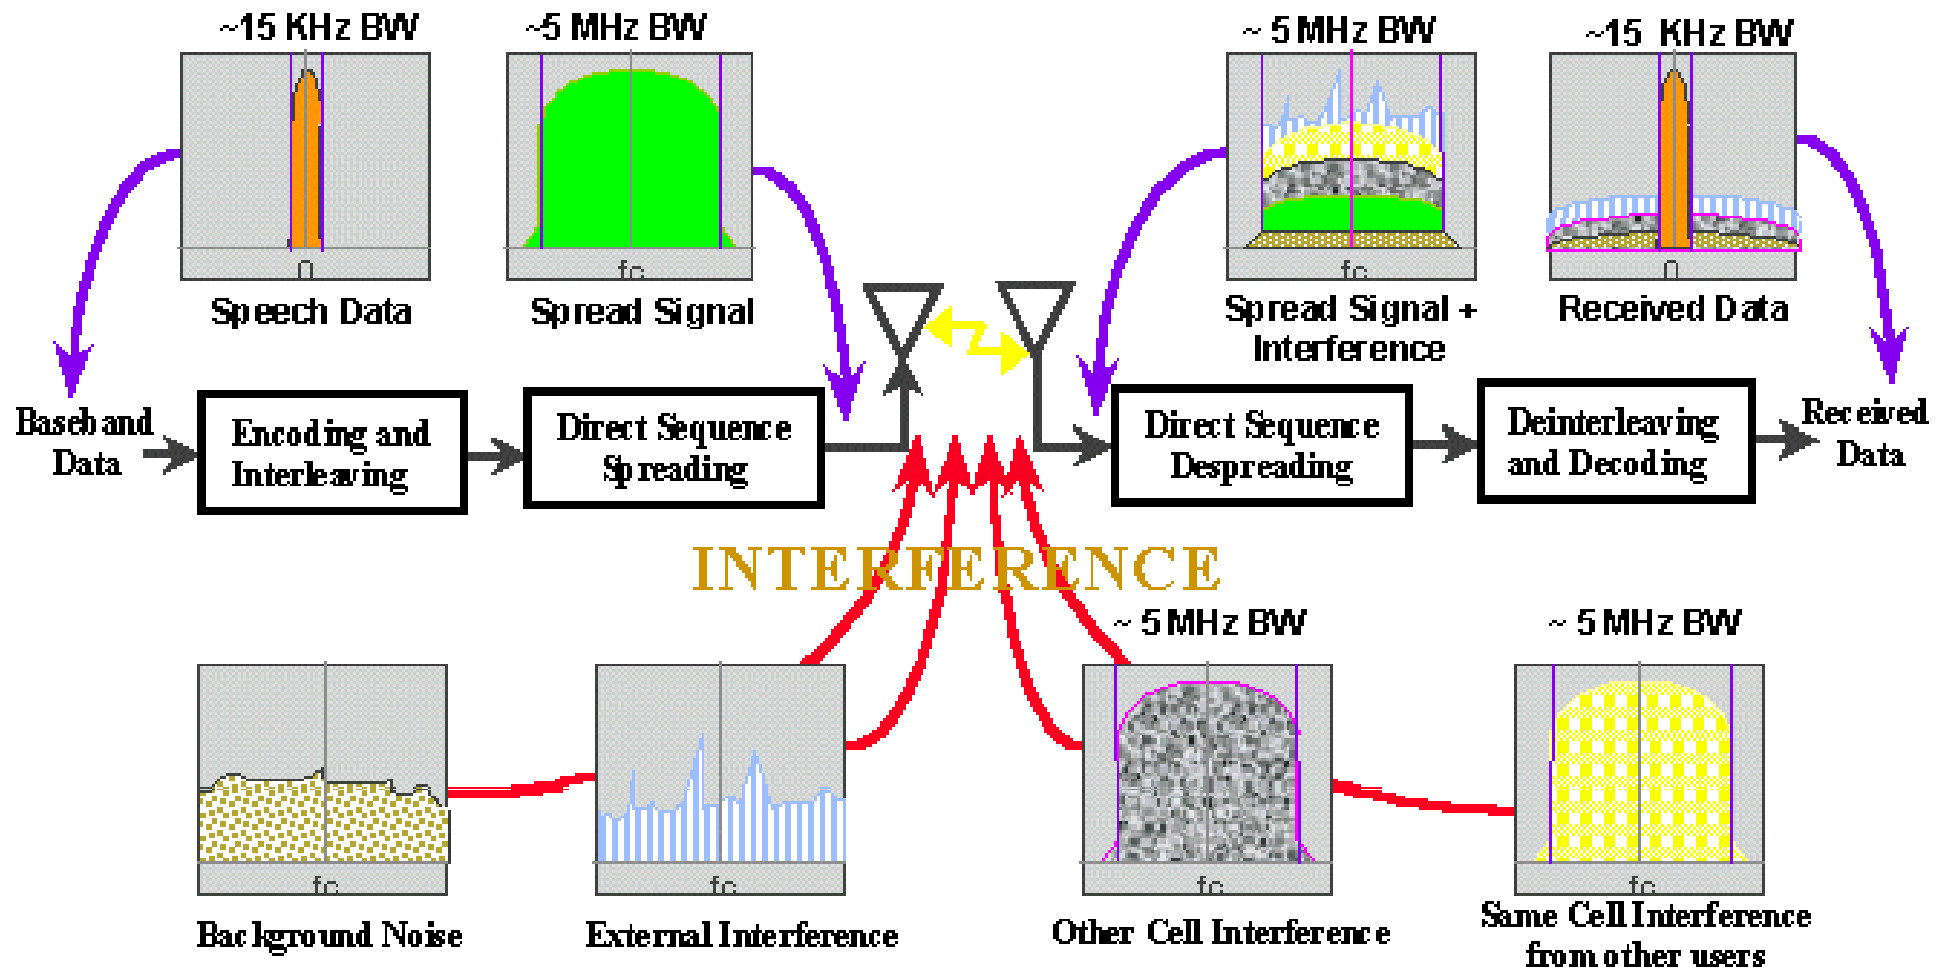 ~15 KHz BW
~5 MHz BW
~ 5 MHz BW
~15 KHz BW
0
fc
fc
0
Speech Data
Spread Signal
Spread Signal +
Interference
Received Data
Baseband
Data
Encoding and
Interleaving
Direct Sequence
Spreading
Direct Sequence
Despreading
Deinterleaving
and Decoding
Received
Data
INTERFERENCE
~ 5 MHz BW
~ 5 MHz BW
fc
fc
fc
fc
Background Noise
External Interference
Other Cell Interference
Same Cell Interference
from other users